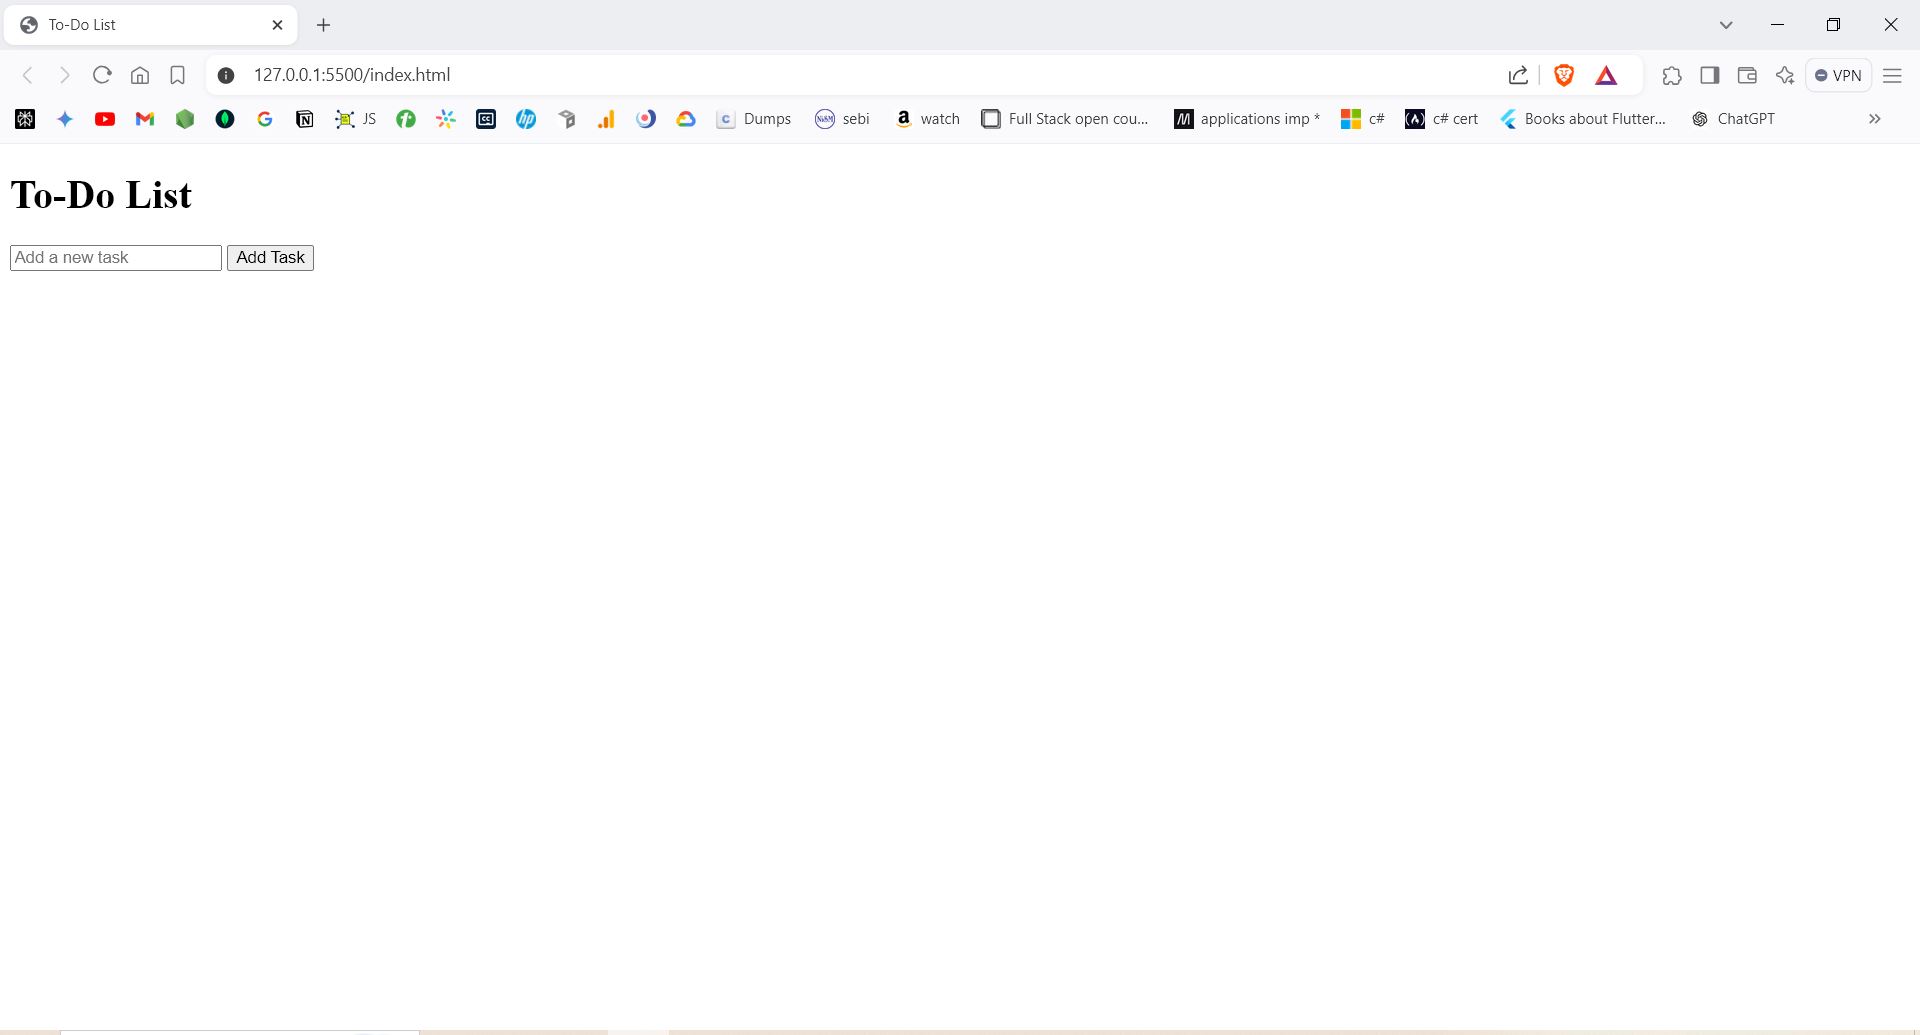 To-Do List
127.0.0.1:5500/index.html
VPN
JS
Dumps
sebi
watch
Full Stack open cou...
applications imp *
c#
c# cert
Books about Flutter...
ChatGPT
To-Do List
Add a new task
Add Task